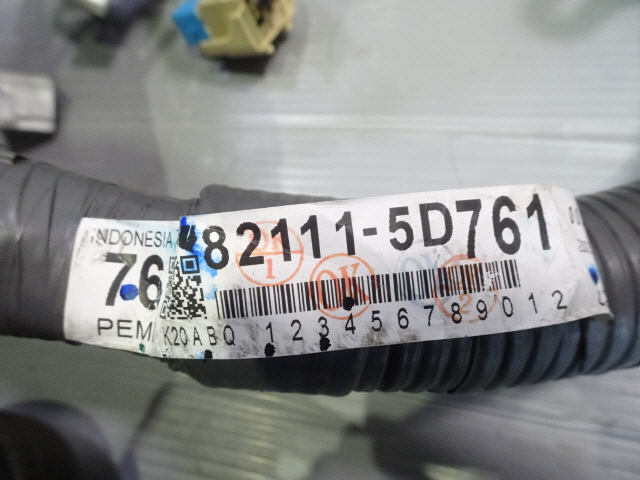 INDONESIA
82111-5D761
76
PEM
K20ABQ 1 2 3 4 5 6 7 8 9 0 1 2
OK